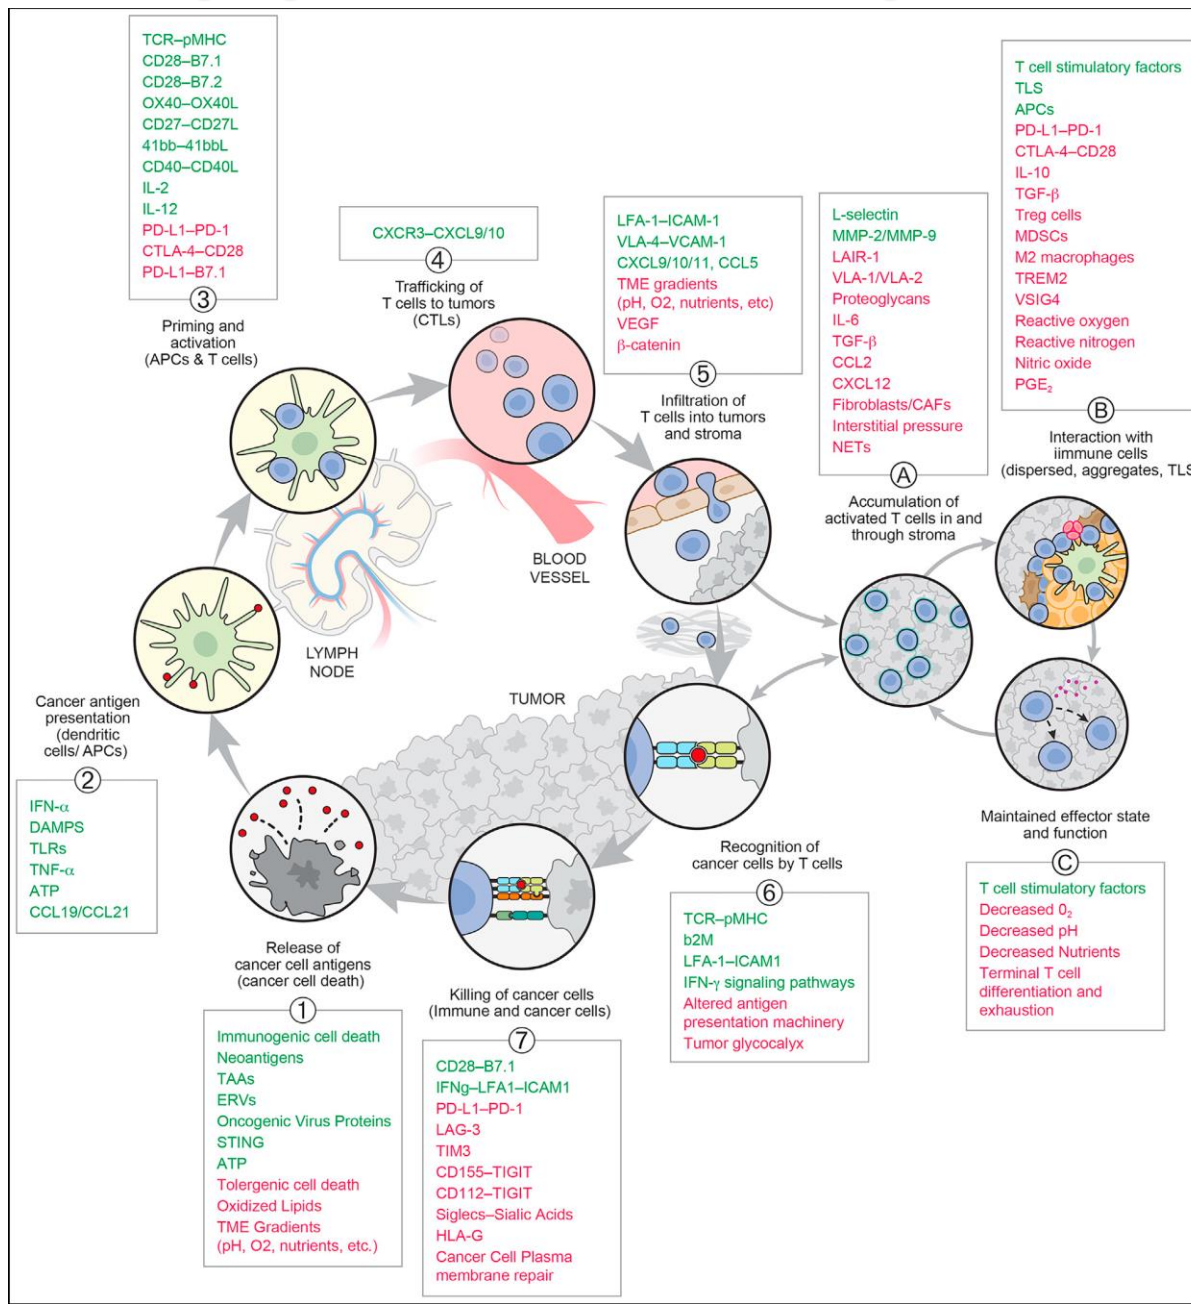 TCR–pMHC
CD28–B7.1
CD28–B7.2
OX40–OX40L
CD27–CD27L
41bb–41bbL
CD40–CD40L
IL-2
IL-12
PD-L1–PD-1
CTLA-4–CD28
PD-L1–B7.1
3
Priming and
activation
(APCs & T cells)
CXCR3–CXCL9/10
4
Trafficking of
T cells to tumors
(CTLs)
LFA-1–ICAM-1
VLA-4–VCAM-1
CXCL9/10/11, CCL5
TME gradients
(pH, O2, nutrients, etc)
VEGF
β-catenin
5
Infiltration of
T cells into tumors
and stroma
L-selectin
MMP-2/MMP-9
LAIR-1
VLA-1/VLA-2
Proteoglycans
IL-6
TGF-β
CCL2
CXCL12
Fibroblasts/CAFs
Interstitial pressure
NETs
A
Accumulation of
activated T cells in and
through stroma
T cell stimulatory factors
TLS
APCs
PD-L1–PD-1
CTLA-4–CD28
IL-10
TGF-β
Treg cells
MDSCs
M2 macrophages
TREM2
VSIG4
Reactive oxygen
Reactive nitrogen
Nitric oxide
PGE₂
B
Interaction with
iimmune cells
(dispersed, aggregates, TLS
BLOOD
VESSEL
LYMPH
NODE
TUMOR
Cancer antigen
presentation
(dendritic
cells/ APCs)
2
IFN-α
DAMPS
TLRs
TNF-α
ATP
CCL19/CCL21
Release of
cancer cell antigens
(cancer cell death)
1
Immunogenic cell death
Neoantigens
TAAs
ERVs
Oncogenic Virus Proteins
STING
ATP
Tolergenic cell death
Oxidized Lipids
TME Gradients
(pH, O2, nutrients, etc.)
Killing of cancer cells
(Immune and cancer cells)
7
CD28–B7.1
IFNg–LFA1–ICAM1
PD-L1–PD-1
LAG-3
TIM3
CD155–TIGIT
CD112–TIGIT
Siglecs–Sialic Acids
HLA-G
Cancer Cell Plasma
membrane repair
Recognition of
cancer cells by T cells
6
TCR–pMHC
b2M
LFA-1–ICAM1
IFN-γ signaling pathways
Altered antigen
presentation machinery
Tumor glycocalyx
Maintained effector state
and function
C
T cell stimulatory factors
Decreased 0₂
Decreased pH
Decreased Nutrients
Terminal T cell
differentiation and
exhaustion